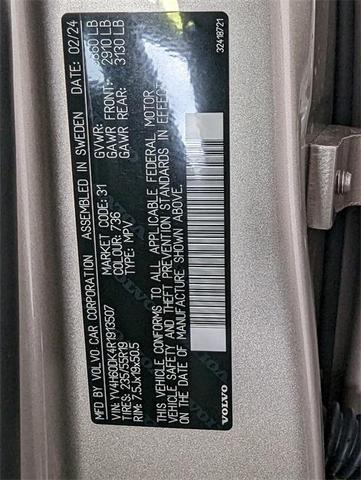 MFD BY VOLVO CAR CORPORATION ASSEMBLED IN SWEDEN DATE: 02/24
YV4H60DK4R1913507 MARKET CODE: 31 GVWR: LB
TIRES: 235/55R19 COLOUR: 736 GAWR FRONT: 2910 LB
RIM: 7.5Jx19x50.5 TYPE: GAWR REAR: 3130 LB
THIS VEHICLE CONFORMS TO ALL APPLICABLE FEDERAL MOTOR
VEHICLE SAFETY AND THEFT PREVENTION STANDARDS IN EFFECT
ON THE DATE OF MANUFACTURE SHOWN ABOVE.
VOLVO
32418721